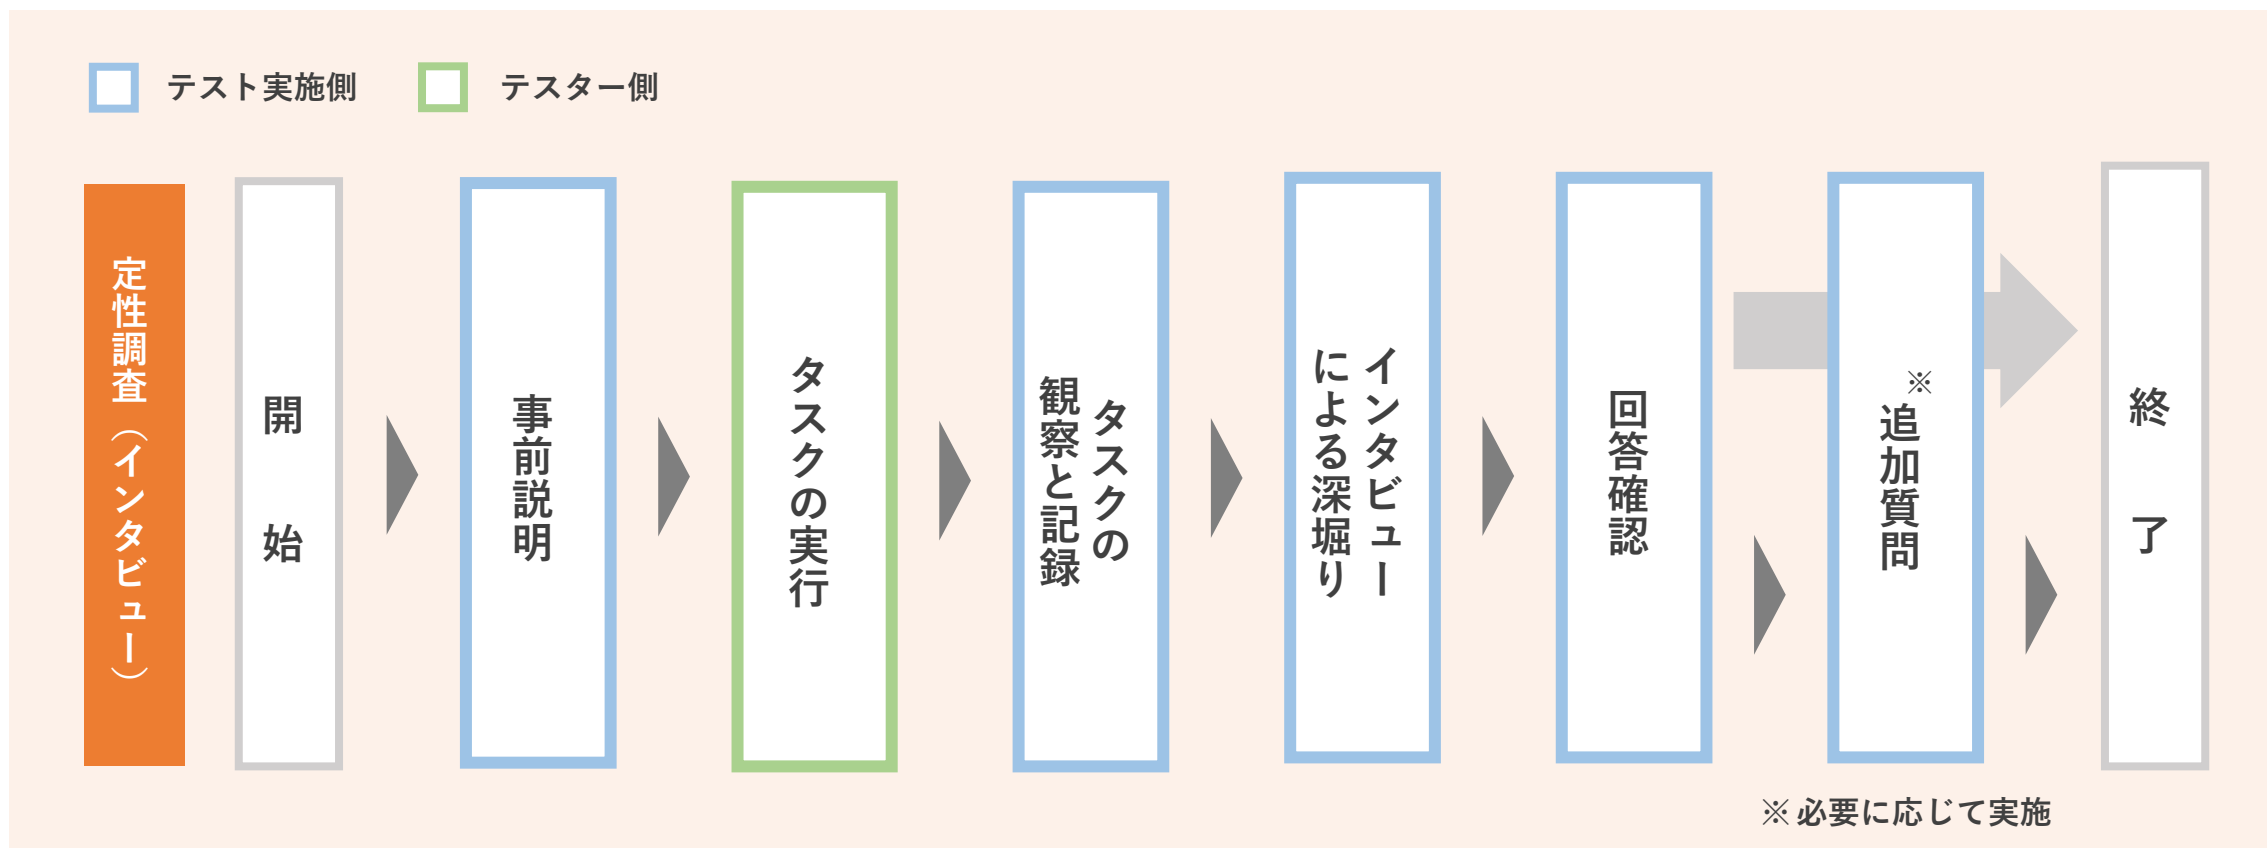 テスト実施側
テスター側
定性調査（インタビュー）
開始
事前説明
タスクの実行
タスクの
観察と記録
インタビュー
による深堀り
回答確認
※
追加質問
終了
※必要に応じて実施